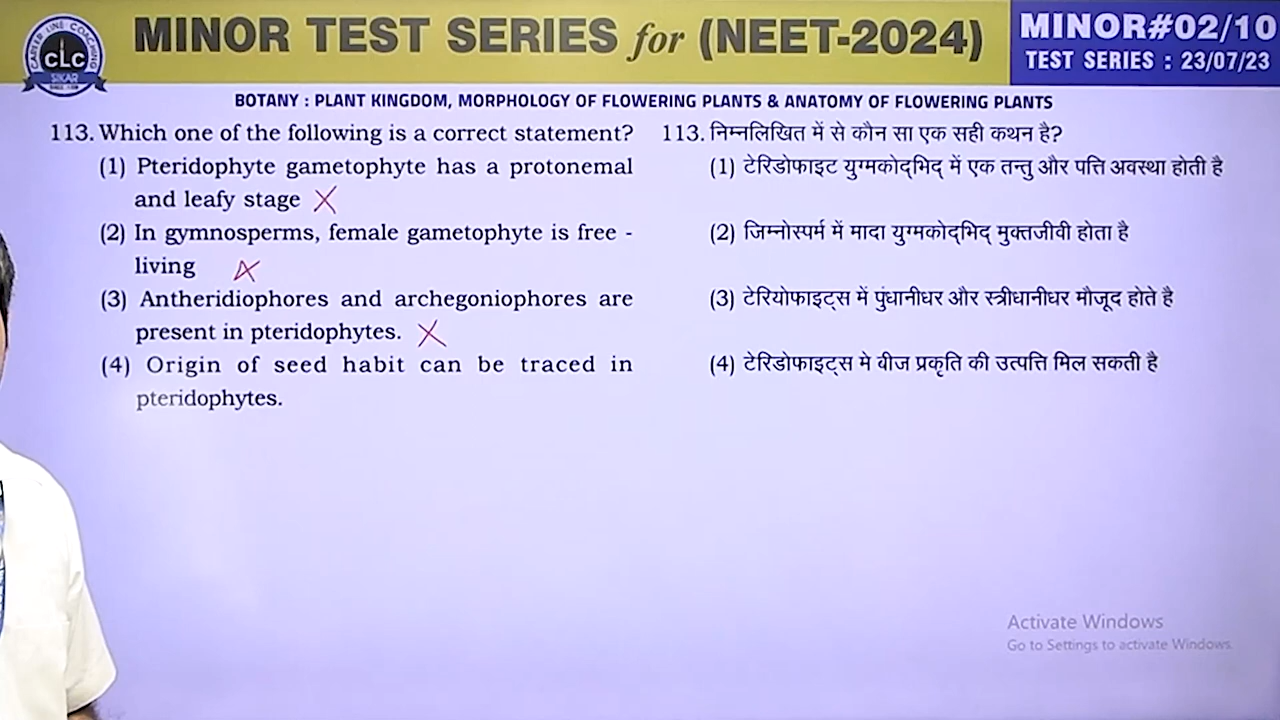 CAREER LINE COACHING
CLC
SIKAR
MINOR TEST SERIES for (NEET-2024)
MINOR#02/10
TEST SERIES : 23/07/23
BOTANY : PLANT KINGDOM, MORPHOLOGY OF FLOWERING PLANTS & ANATOMY OF FLOWERING PLANTS
113. Which one of the following is a correct statement?
(1) Pteridophyte gametophyte has a protonemal
and leafy stage
(2) In gymnosperms, female gametophyte is free -
living
(3) Antheridiophores and archegoniophores are
present in pteridophytes.
(4) Origin of seed habit can be traced in
pteridophytes.
113. निम्नलिखित में से कौन सा एक सही कथन है?
(1) टेरिडोफाइट युग्मकोद्भिद् में एक तन्तु और पत्ति अवस्था होती है
(2) जिम्नोस्पर्म में मादा युग्मकोद्भिद् मुक्तजीवी होता है
(3) टेरियोफाइट्स में पुंधानीधर और स्त्रीधानीधर मौजूद होते है
(4) टेरिडोफाइट्स मे बीज प्रकृति की उत्पत्ति मिल सकती है
Activate Windows
Go to Settings to activate Windows.